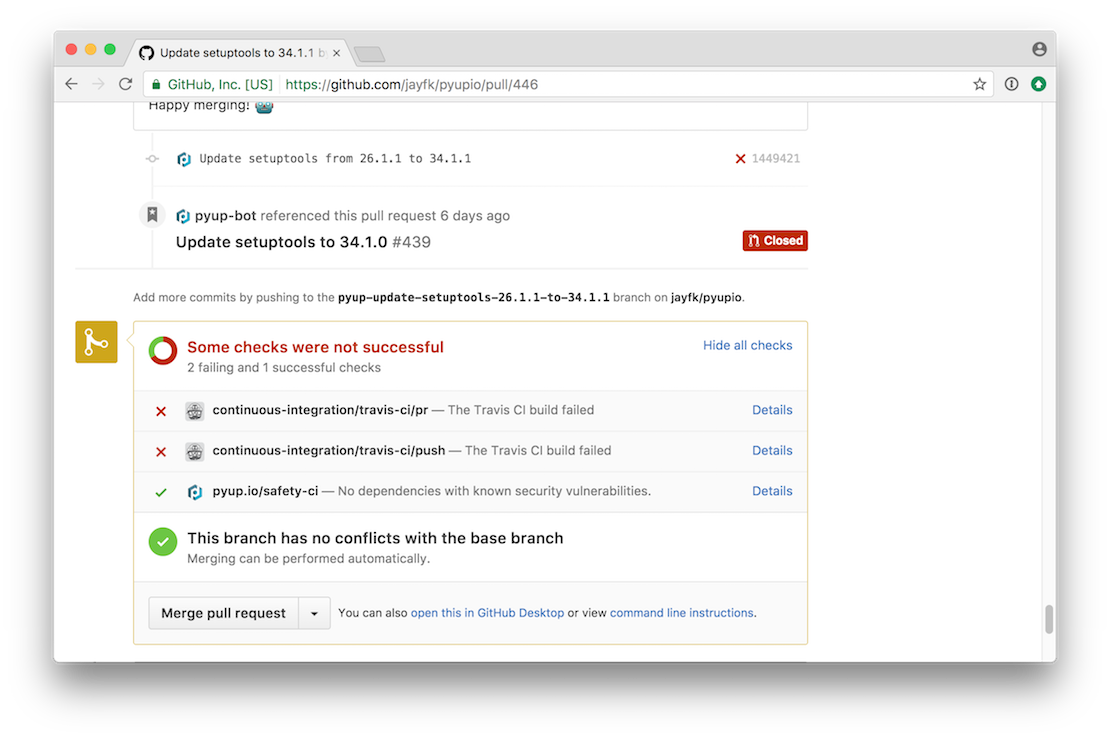 Update setuptools to 34.1.1 b
GitHub, Inc. [US] https://github.com/jayfk/pyupio/pull/446
Happy merging!
Update setuptools from 26.1.1 to 34.1.1 1449421
pyup-bot referenced this pull request 6 days ago
Update setuptools to 34.1.0 #439 Closed
Add more commits by pushing to the pyup-update-setuptools-26.1.1-to-34.1.1 branch on jayfk/pyupio.
Some checks were not successful Hide all checks
2 failing and 1 successful checks
continuous-integration/travis-ci/pr — The Travis CI build failed Details
continuous-integration/travis-ci/push — The Travis CI build failed Details
pyup.io/safety-ci — No dependencies with known security vulnerabilities. Details
This branch has no conflicts with the base branch
Merging can be performed automatically.
Merge pull request You can also open this in GitHub Desktop or view command line instructions.